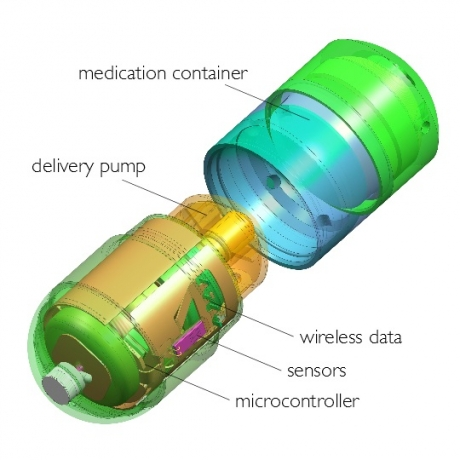 medication container
delivery pump
wireless data
sensors
microcontroller